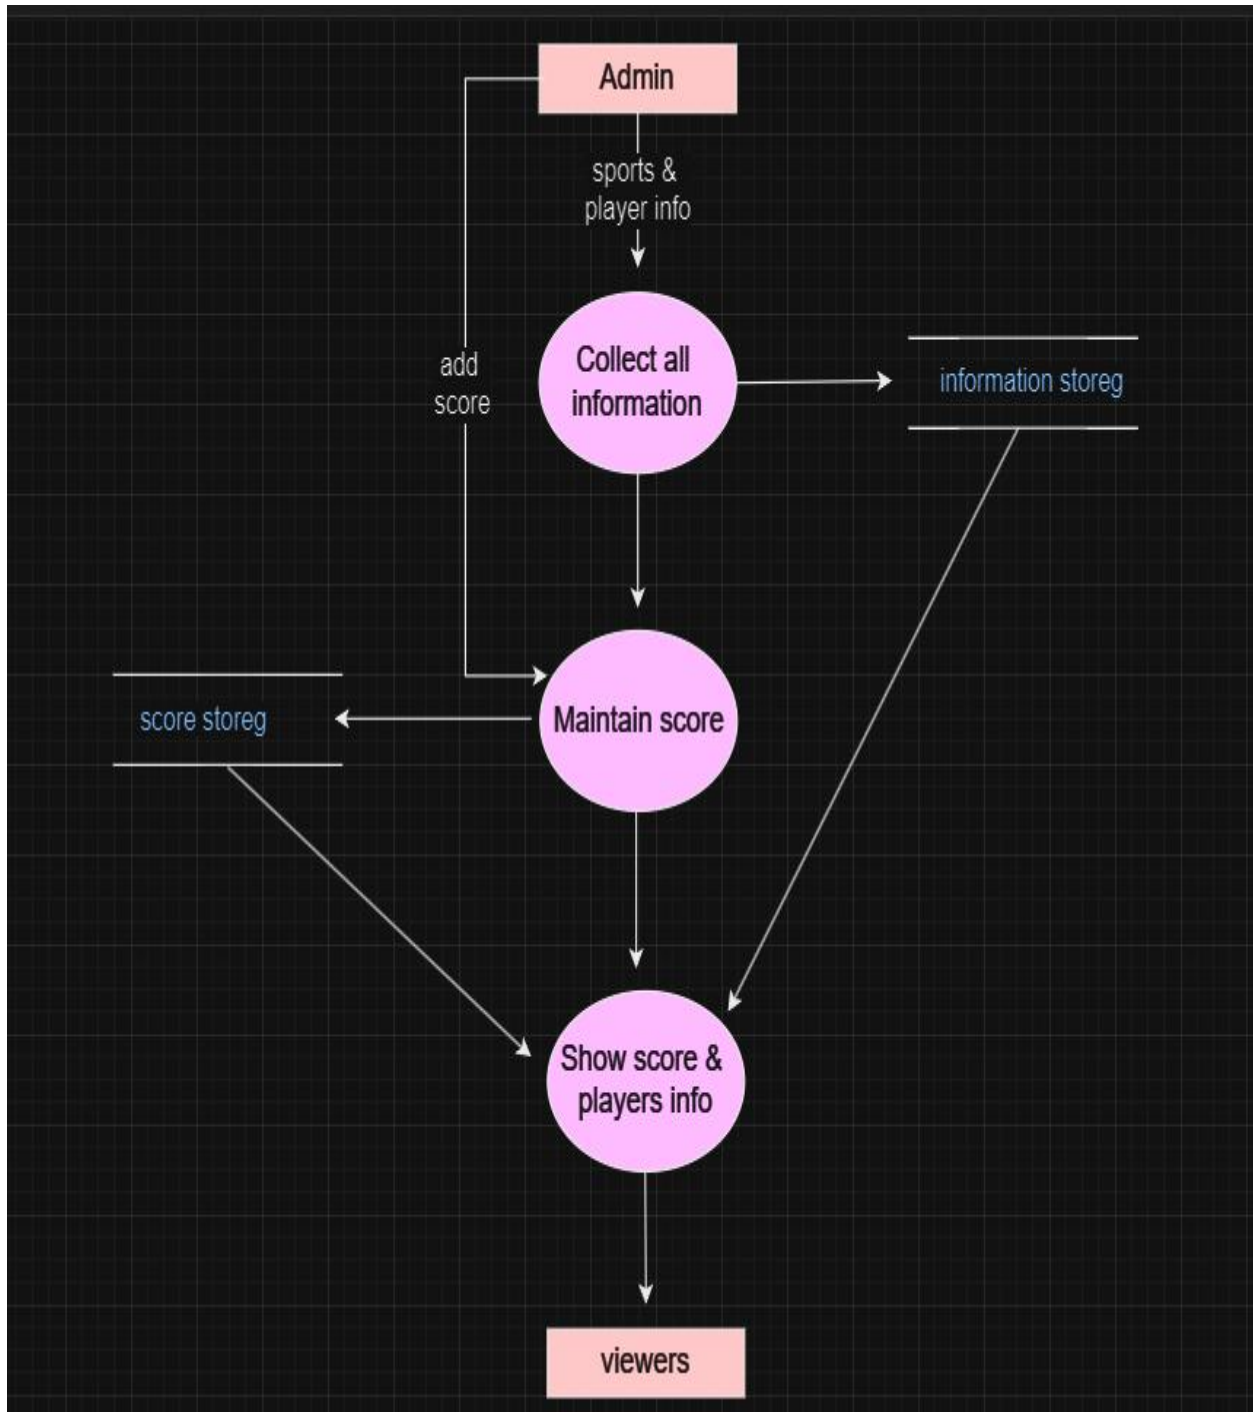 Admin
sports &
player info
Collect all
information
information storeg
add
score
Maintain score
score storeg
Show score &
players info
viewers